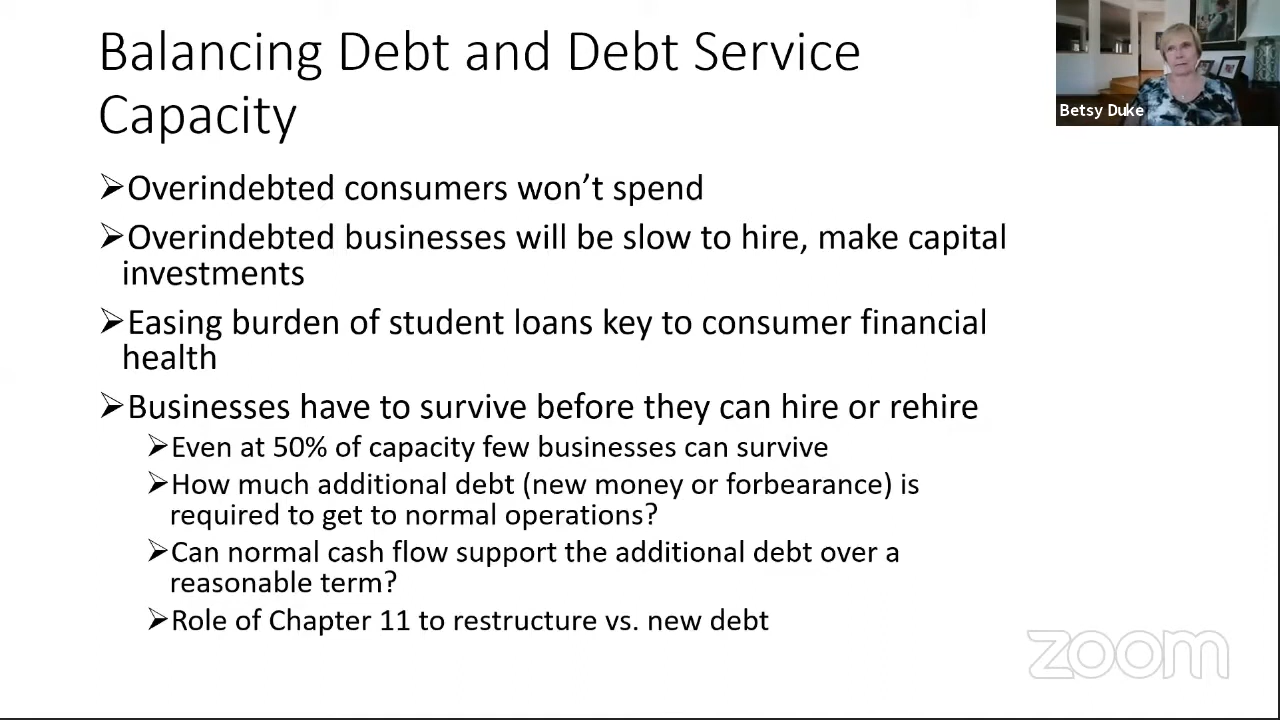 Balancing Debt and Debt Service
Capacity
Betsy Duke
➢Overindebted consumers won’t spend
➢Overindebted businesses will be slow to hire, make capital
investments
➢Easing burden of student loans key to consumer financial
health
➢Businesses have to survive before they can hire or rehire
➢Even at 50% of capacity few businesses can survive
➢How much additional debt (new money or forbearance) is
required to get to normal operations?
➢Can normal cash flow support the additional debt over a
reasonable term?
➢Role of Chapter 11 to restructure vs. new debt
zoom